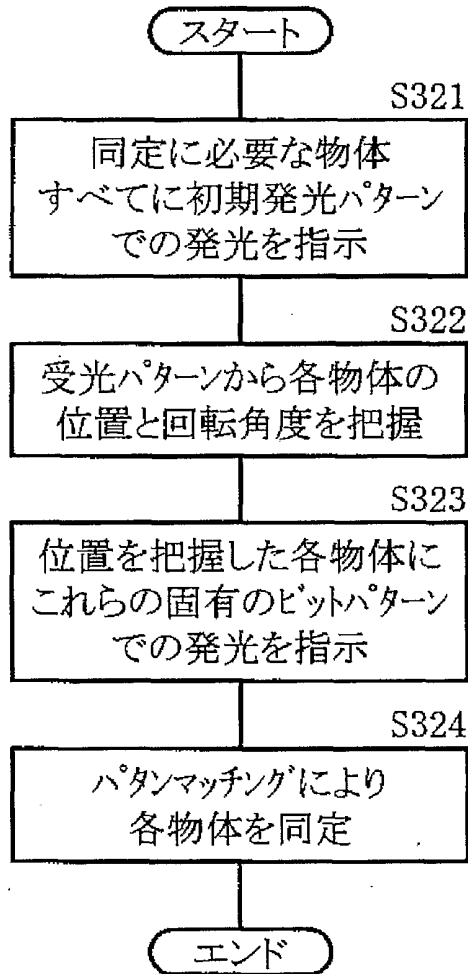 スタート
S321
同定に必要な物体
すべてに初期発光パターン
での発光を指示
S322
受光パターンから各物体の
位置と回転角度を把握
S323
位置を把握した各物体に
これらの固有のビットパターン
での発光を指示
S324
パタンマッチングにより
各物体を同定
エンド